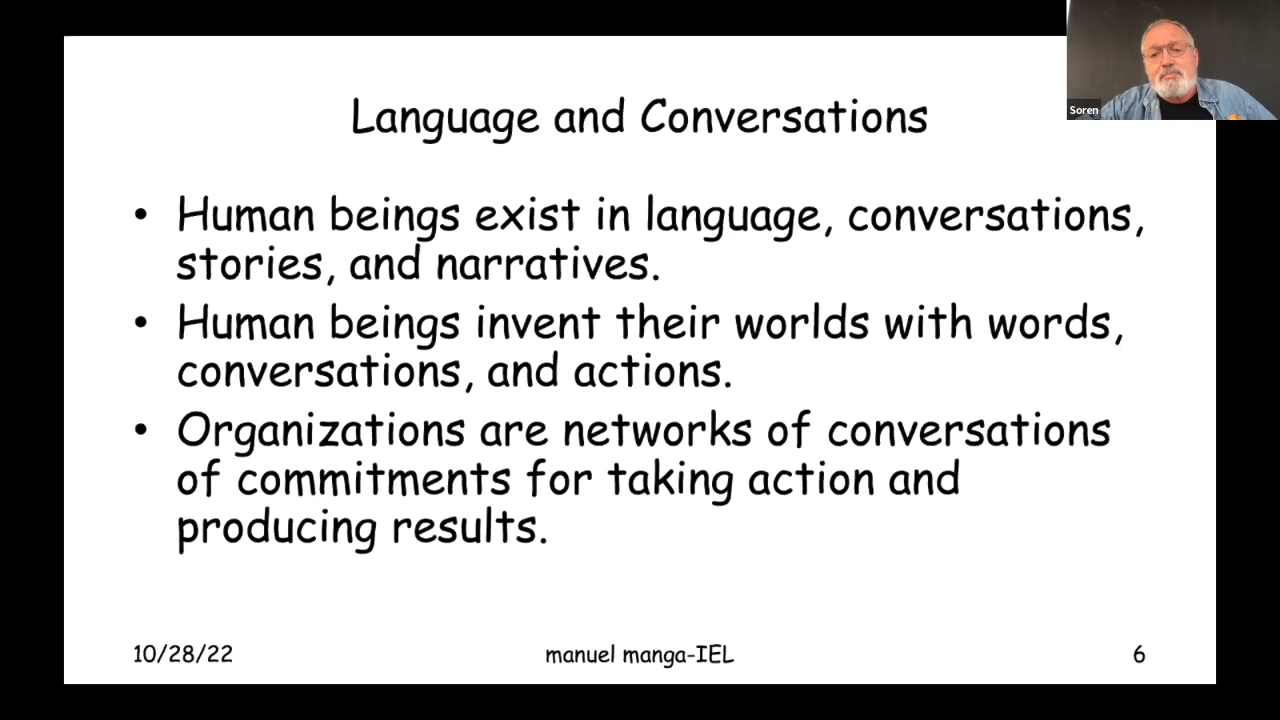 Language and Conversations
Soren
• Human beings exist in language, conversations,
stories, and narratives.
• Human beings invent their worlds with words,
conversations, and actions.
• Organizations are networks of conversations
of commitments for taking action and
producing results.
10/28/22
manuel manga-IEL
6